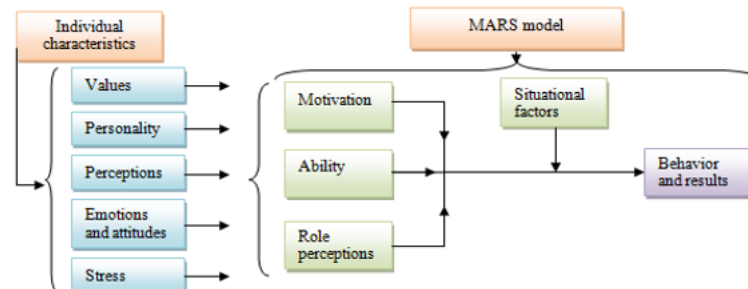 Individual
characteristics
MARS model
Values
Personality
Perceptions
Emotions
and attitudes
Stress
Motivation
Ability
Role
perceptions
Situational
factors
Behavior
and results